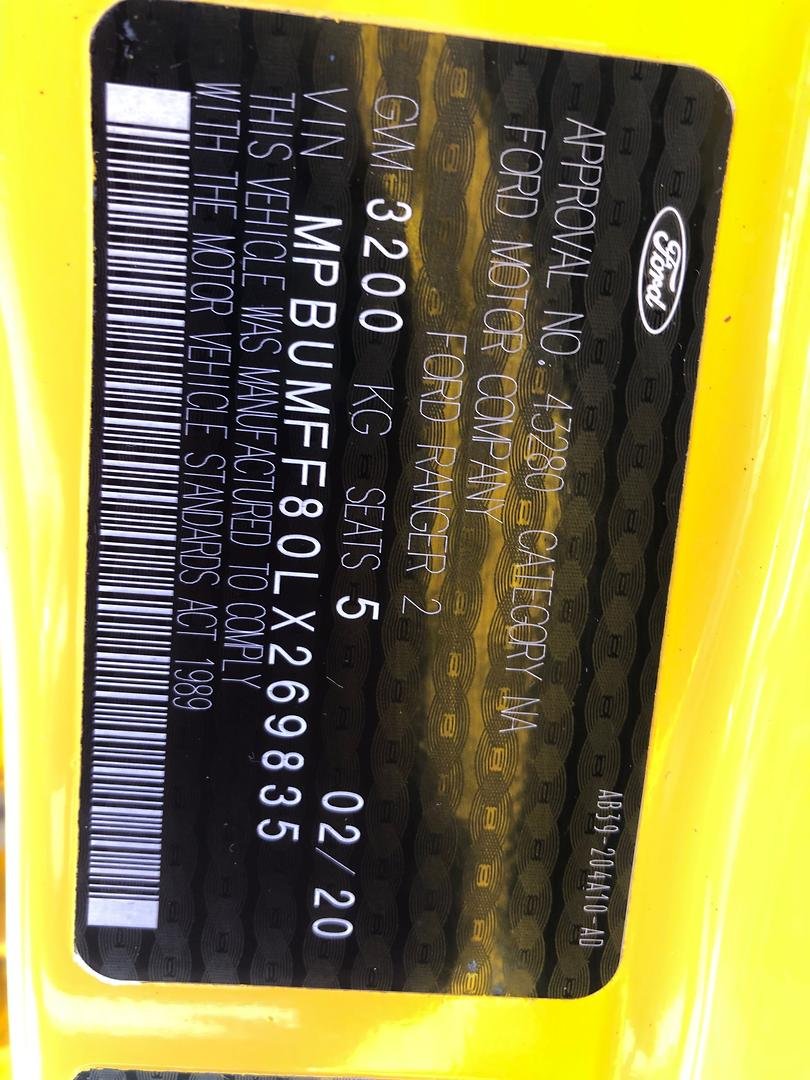 Ford
AB39-204A10-AD
APPROVAL NO: 43280 CATEGORY NA
FORD MOTOR COMPANY
FORD RANGER 2
GVM 3200 KG SEATS 5 02/20
VIN MPBUMFF80LX269835
THIS VEHICLE WAS MANUFACTURED TO COMPLY
WITH THE MOTOR VEHICLE STANDARDS ACT 1989